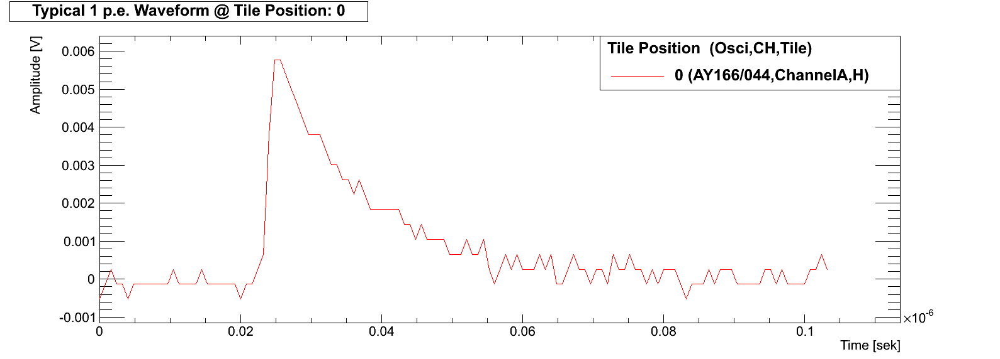 Typical 1 p.e. Waveform @ Tile Position: 0
Amplitude [V]
Tile Position (Osci,CH,Tile)
0 (AY166/044,ChannelA,H)
0.006
0.005
0.004
0.003
0.002
0.001
0
-0.001
0 0.02 0.04 0.06 0.08 0.1
×10-6
Time [sek]